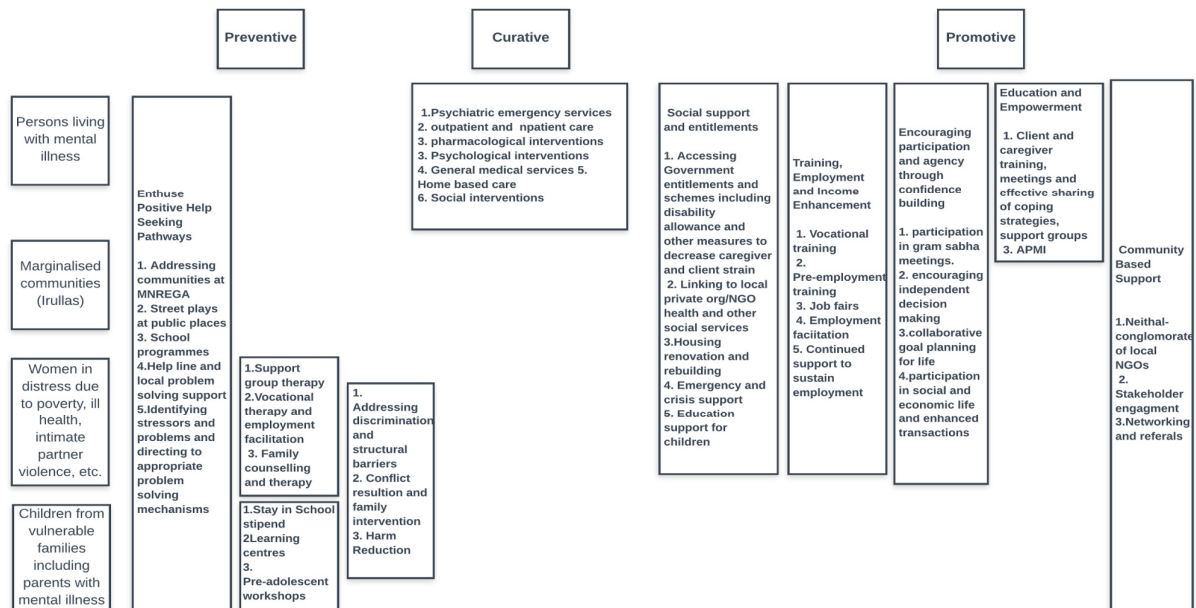 Preventive
Curative
Promotive
Persons living
with mental
illness
Marginalised
communities
(Irullas)
Women in
distress due
to poverty, ill
health,
intimate
partner
violence, etc.
Children from
vulnerable
families
including
parents with
mental illness
Enthuse
Positive Help
Seeking
Pathways
1. Addressing
communities at
MNREGA
2. Street plays
at public places
3. School
programmes
4.Help line and
local problem
solving support
5.Identifying
stressors and
problems and
directing to
appropriate
problem
solving
mechanisms
1.Support
group therapy
2.Vocational
therapy and
employment
facilitation
3. Family
counselling
and therapy
1.Stay in School
stipend
2Learning
centres
3.
Pre-adolescent
workshops
1.
Addressing
discrimination
and
structural
barriers
2. Conflict
resultion and
family
intervention
3. Harm
Reduction
1.Psychiatric emergency services
2. outpatient and npatient care
3. pharmacological interventions
3. Psychological interventions
4. General medical services 5.
Home based care
6. Social interventions
Social support
and entitlements
1. Accessing
Government
entitlements and
schemes including
disability
allowance and
other measures to
decrease caregiver
and client strain
2. Linking to local
private org/NGO
health and other
social services
3.Housing
renovation and
rebuilding
4. Emergency and
crisis support
5. Education
support for
children
Training,
Employment
and Income
Enhancement
1. Vocational
training
2.
Pre-employment
training
3. Job fairs
4. Employment
faciitation
5. Continued
support to
sustain
employment
Encouraging
participation
and agency
through
confidence
building
1. participation
in gram sabha
meetings.
2. encouraging
independent
decision
making
3.collaborative
goal planning
for life
4.participation
in social and
economic life
and enhanced
transactions
Education and
Empowerment
1. Client and
caregiver
training,
meetings and
effective sharing
of coping
strategies,
support groups
3. APMI
Community
Based
Support
1.Neithal-
conglomorate
of local
NGOs
2.
Stakeholder
engagment
3.Networking
and referals